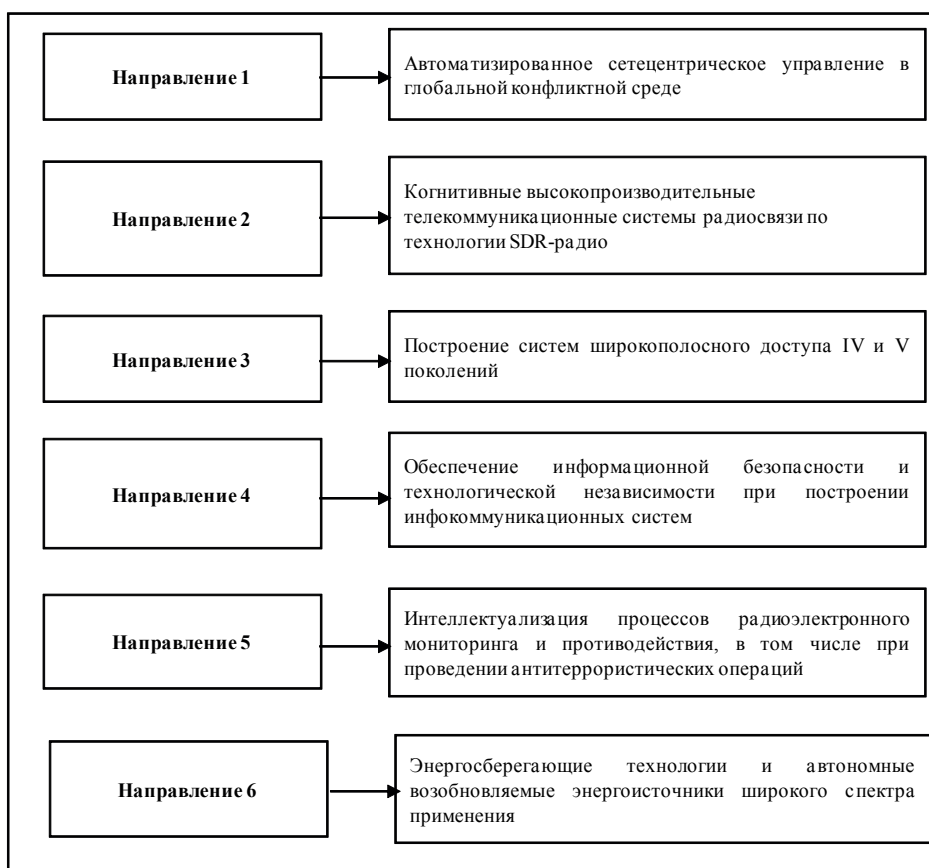 Направление 1
Автоматизированное сетецентрическое управление в
глобальной конфликтной среде
Направление 2
Когнитивные высокопроизводительные
телекоммуникационные системы радиосвязи по
технологии SDR-радио
Направление 3
Построение систем широкополосного доступа IV и V
поколений
Направление 4
Обеспечение информационной безопасности и
технологической независимости при построении
инфокоммуникационных систем
Направление 5
Интеллектуализация процессов радиоэлектронного
мониторинга и противодействия, в том числе при
проведении антитеррористических операций
Направление 6
Энергосберегающие технологии и автономные
возобновляемые энергоисточники широкого спектра
применения